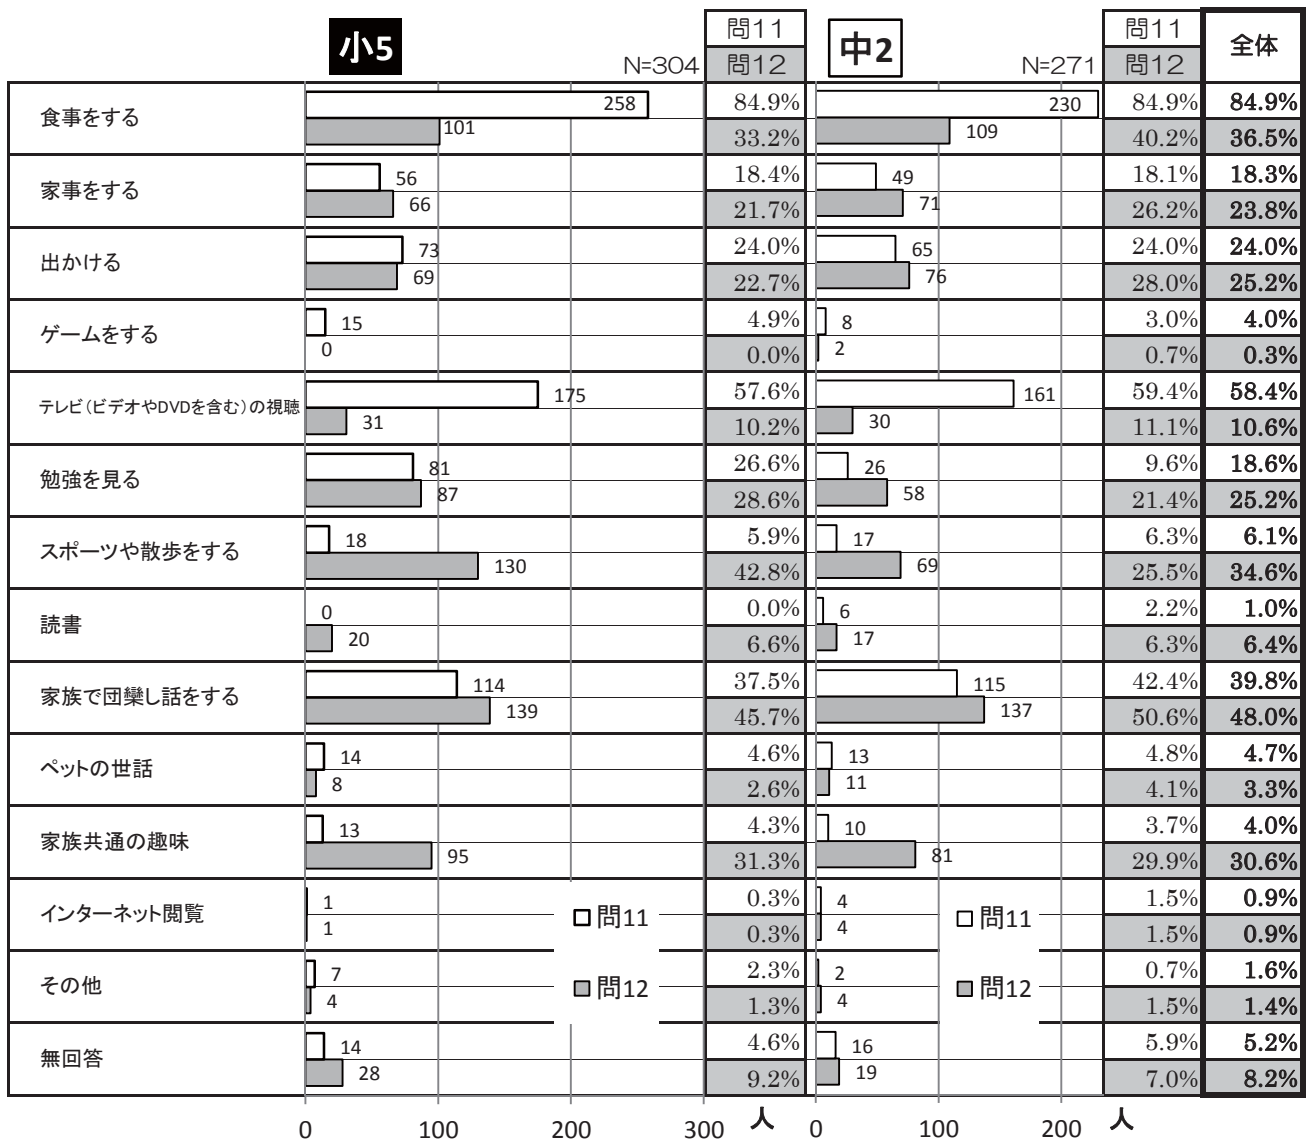 小5 N=304 問11 中2 N=271 問11 全体
問12 問12
食事をする 258 84.9% 230 84.9% 84.9%
101 33.2% 109 40.2% 36.5%
家事をする 56 18.4% 49 18.1% 18.3%
66 21.7% 71 26.2% 23.8%
出かける 73 24.0% 65 24.0% 24.0%
69 22.7% 76 28.0% 25.2%
ゲームをする 15 4.9% 8 3.0% 4.0%
0 0.0% 2 0.7% 0.3%
テレビ(ビデオやDVDを含む)の視聴 175 57.6% 161 59.4% 58.4%
31 10.2% 30 11.1% 10.6%
勉強を見る 81 26.6% 26 9.6% 18.6%
87 28.6% 58 21.4% 25.2%
スポーツや散歩をする 18 5.9% 17 6.3% 6.1%
130 42.8% 69 25.5% 34.6%
読書 0 0.0% 6 2.2% 1.0%
20 6.6% 17 6.3% 6.4%
家族で団欒し話をする 114 37.5% 115 42.4% 39.8%
139 45.7% 137 50.6% 48.0%
ペットの世話 14 4.6% 13 4.8% 4.7%
8 2.6% 11 4.1% 3.3%
家族共通の趣味 13 4.3% 10 3.7% 4.0%
95 31.3% 81 29.9% 30.6%
インターネット閲覧 1 問11 0.3% 4 問11 1.5% 0.9%
1 0.3% 4 1.5% 0.9%
その他 7 問12 2.3% 2 問12 0.7% 1.6%
4 1.3% 4 1.5% 1.4%
無回答 14 4.6% 16 5.9% 5.2%
28 9.2% 19 7.0% 8.2%
0 100 200 300 人 0 100 200 人